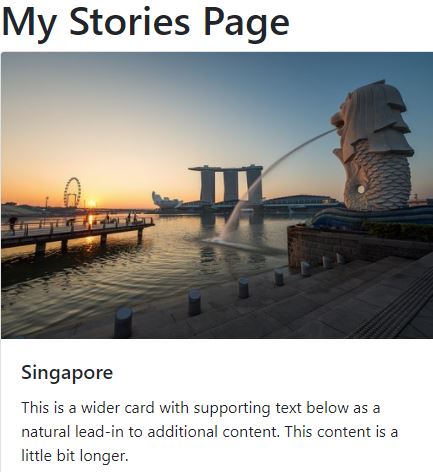 My Stories Page
Singapore
This is a wider card with supporting text below as a
natural lead-in to additional content. This content is a
little bit longer.